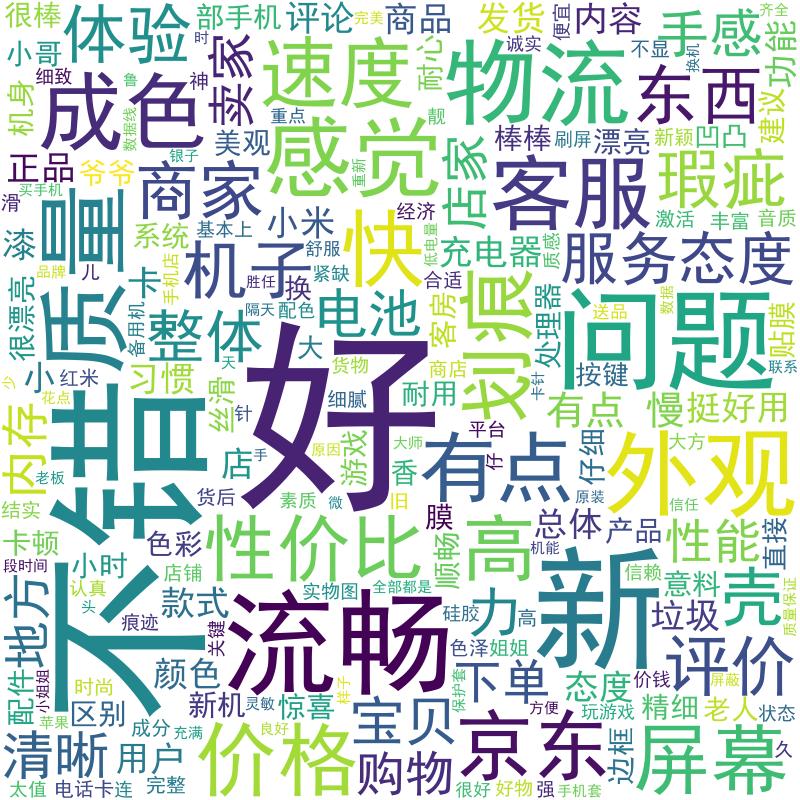 很棒
体验
部手机
评论
完美
商品
发货
便宜
内容
手感
齐全
小哥
细致
鲁
神
卖家
速度
耐心
物流
诚实
不显
换机
功能
机身
成色
数据线
美观
重点
靓
东西
建议
正品
爷爷
银子
感觉
重新
店家
棒棒
刷屏
漂亮
新颖
凹凸
滑
买手机
商家
小米
经济
客服
瑕疵
激活
丰富
音质
漆
系统
基本上
舒服
快
低电量
充电器
质感
服务态度
很漂亮
品牌
儿
卡
手机店
机子
胜任
换
紧缺
合适
质量
备用机
整体
隔天
配色
电池
客房
划痕
处理器
问题
送品
数据
贴膜
联系
少
小
红米
习惯
丝滑
天
大
货物
商店
细腻
耐用
卡针
按键
花点
内存
不错
好
针
有点
慢
挺好用
老板
店
手
原因
游戏
大师
香
平台
仔
有点
仔细
外观
大方
结实
货后
素质
微
旧
原装
信任
卡顿
色彩
性价比
膜
高
机能
总体
产品
性能
直接
段时间
认真
小时
店铺
顺畅
信赖
头
款式
实物图
全部都是
新
意料
壳
质量保证
地方
痕迹
关键
流畅
硅胶
力
高
垃圾
评价
配件
小姐姐
颜色
色泽
姐姐
保护套
下单
态度
价钱
屏蔽
时尚
新机
灵敏
惊喜
样子
宝贝
方便
玩游戏
精细
老人
状态
苹果
区别
成分
充满
价格
良好
京东
边框
屏幕
久
清晰
用户
购物
太值
电话卡
连
完整
很好
好物
强
手机套